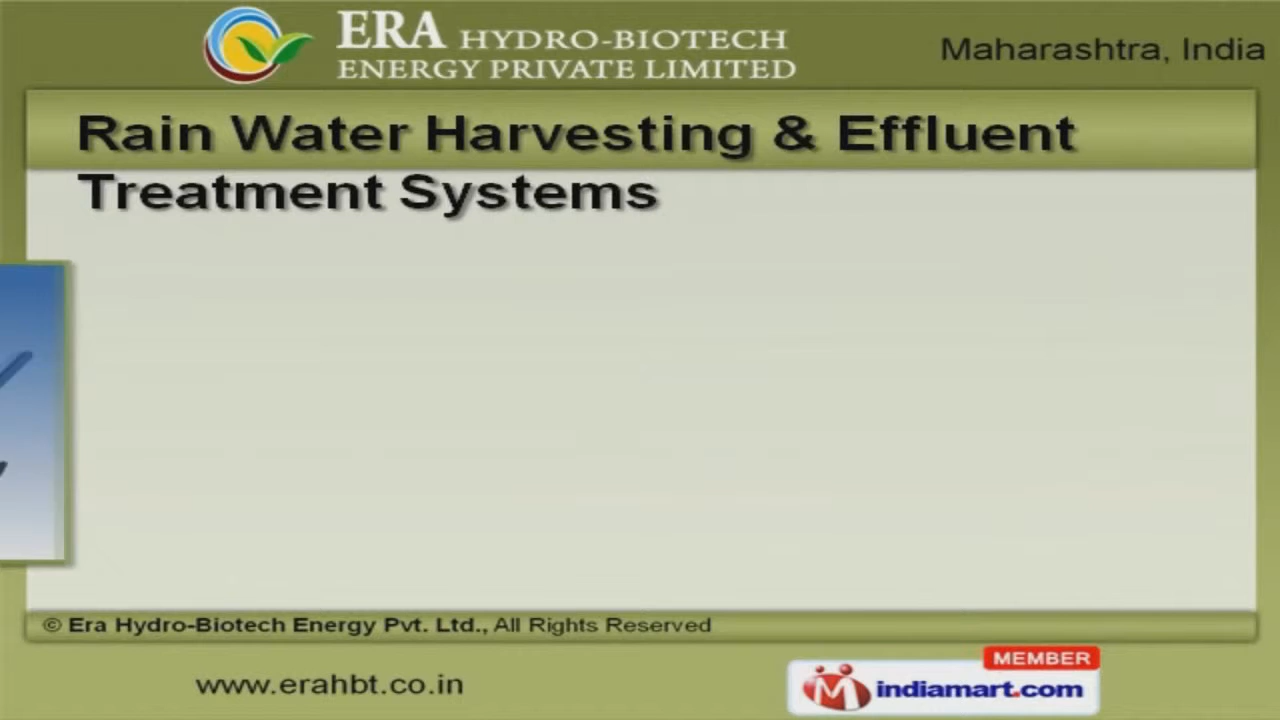 ERA HYDRO-BIOTECH
ENERGY PRIVATE LIMITED
Maharashtra, India
Rain Water Harvesting & Effluent
Treatment Systems
© Era Hydro-Biotech Energy Pvt. Ltd., All Rights Reserved
www.erahbt.co.in
MEMBER
indiamart.com